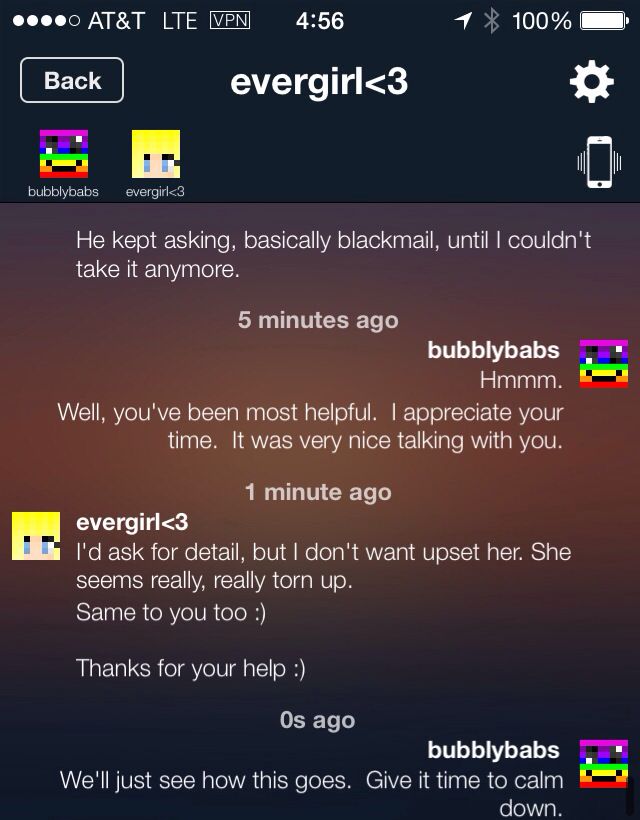 AT&T LTE VPN 4:56 100%
Back evergirl<3
bubblybabs evergirl<3
He kept asking, basically blackmail, until I couldn't
take it anymore.
5 minutes ago
bubblybabs
Hmmm.
Well, you've been most helpful.  I appreciate your
time.  It was very nice talking with you.
1 minute ago
evergirl<3
I'd ask for detail, but I don't want upset her. She
seems really, really torn up.
Same to you too :)
Thanks for your help :)
0s ago
bubblybabs
We'll just see how this goes.  Give it time to calm
down.